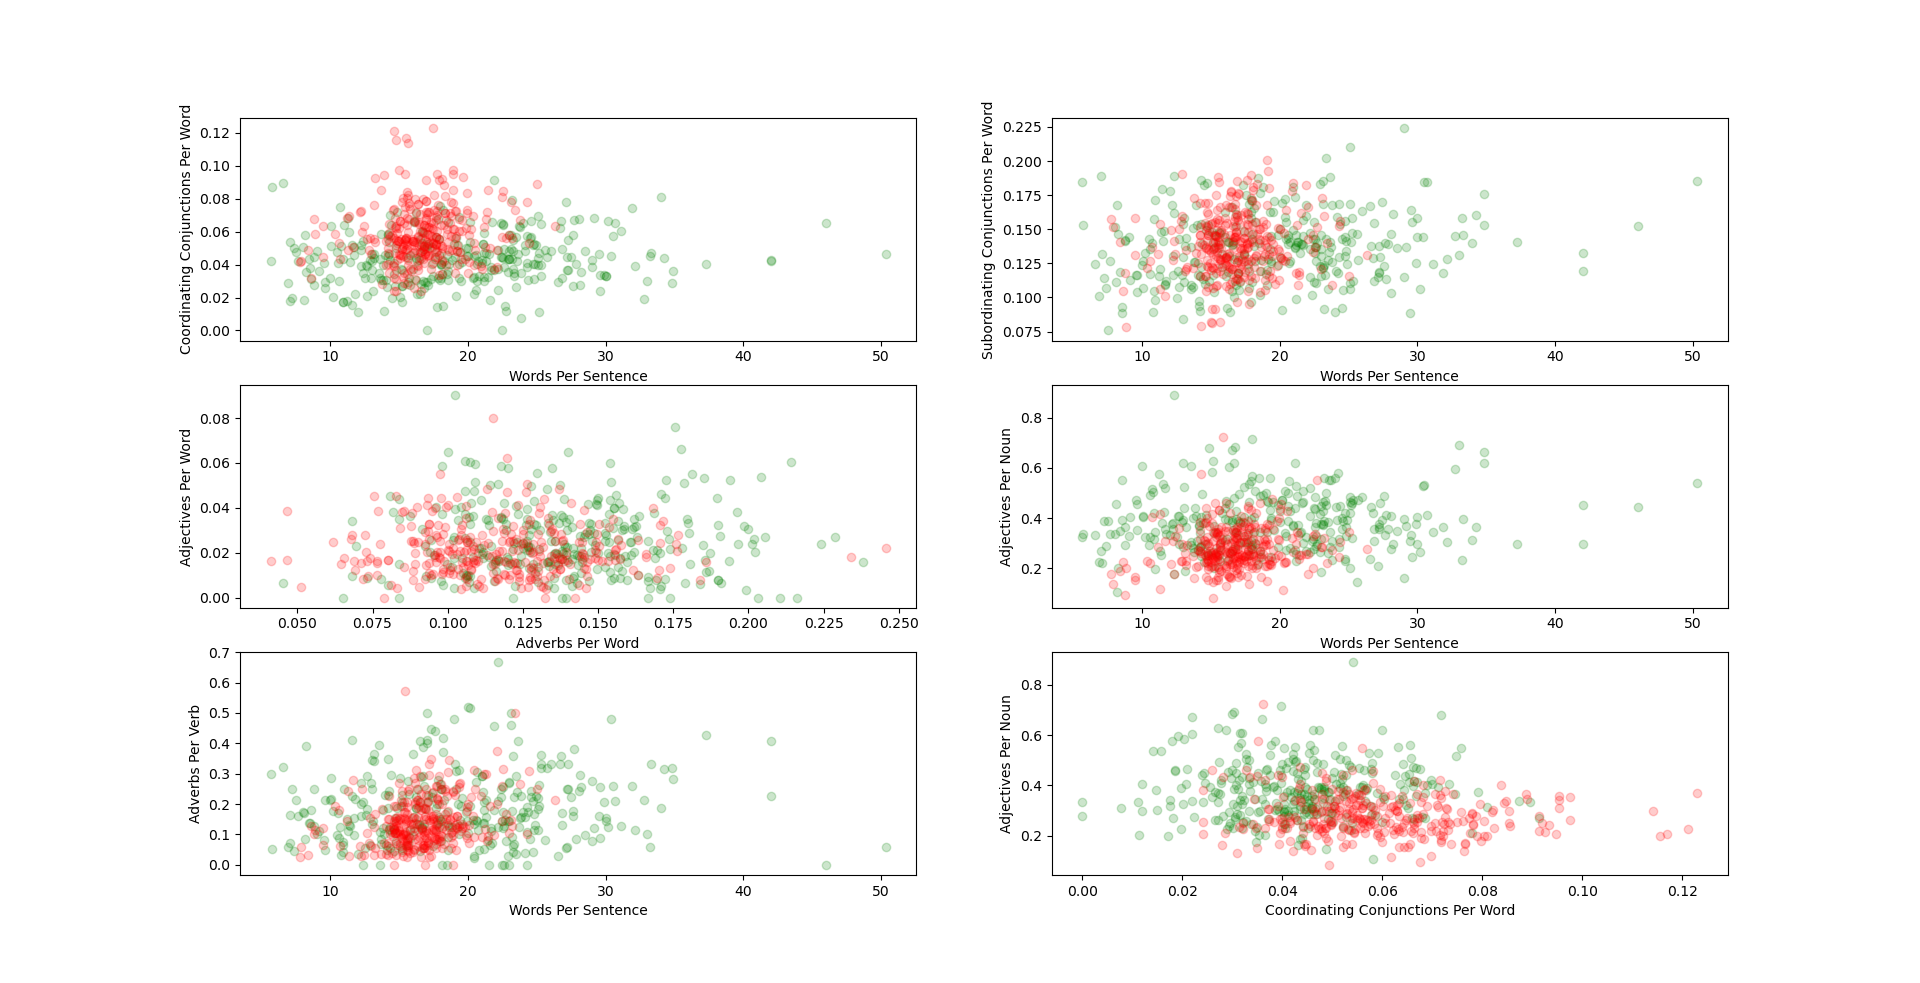 Coordinating Conjunctions Per Word
0.12
0.10
0.08
0.06
0.04
0.02
0.00
10 20 30 40 50
Words Per Sentence
Subordinating Conjunctions Per Word
0.225
0.200
0.175
0.150
0.125
0.100
0.075
10 20 30 40 50
Words Per Sentence
Adjectives Per Word
0.08
0.06
0.04
0.02
0.00
0.050 0.075 0.100 0.125 0.150 0.175 0.200 0.225 0.250
Adverbs Per Word
Adjectives Per Noun
0.8
0.6
0.4
0.2
10 20 30 40 50
Words Per Sentence
Adverbs Per Verb
0.7
0.6
0.5
0.4
0.3
0.2
0.1
0.0
10 20 30 40 50
Words Per Sentence
Adjectives Per Noun
0.8
0.6
0.4
0.2
0.00 0.02 0.04 0.06 0.08 0.10 0.12
Coordinating Conjunctions Per Word